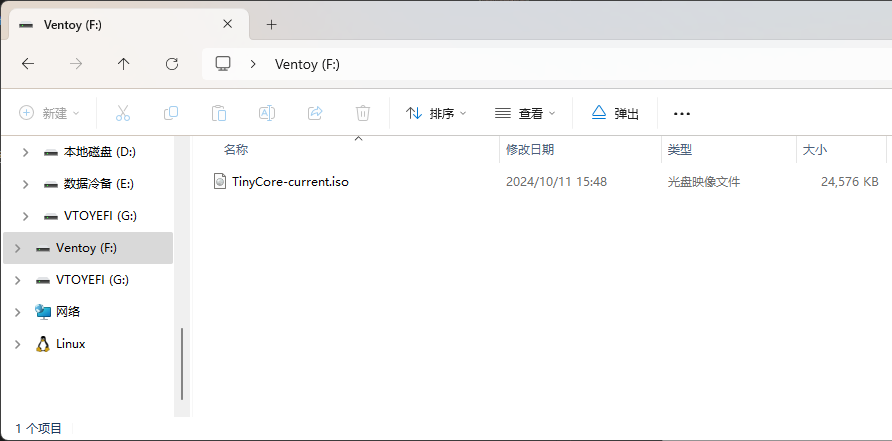 Ventoy (F:)
Ventoy (F:)
新建 排序 查看 弹出
名称 修改日期 类型 大小
TinyCore-current.iso 2024/10/11 15:48 光盘映像文件 24,576 KB
本地磁盘 (D:)
数据冷备 (E:)
VTOYEFI (G:)
Ventoy (F:)
VTOYEFI (G:)
网络
Linux
1 个项目